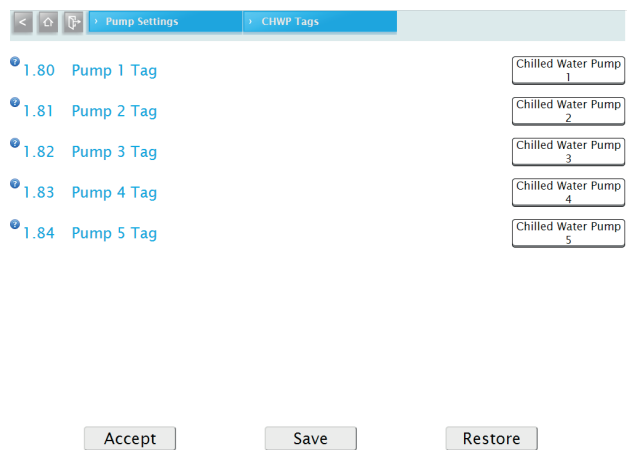 < › Pump Settings › CHWP Tags
? 1.80 Pump 1 Tag Chilled Water Pump
1
? 1.81 Pump 2 Tag Chilled Water Pump
2
? 1.82 Pump 3 Tag Chilled Water Pump
3
? 1.83 Pump 4 Tag Chilled Water Pump
4
? 1.84 Pump 5 Tag Chilled Water Pump
5
Accept Save Restore